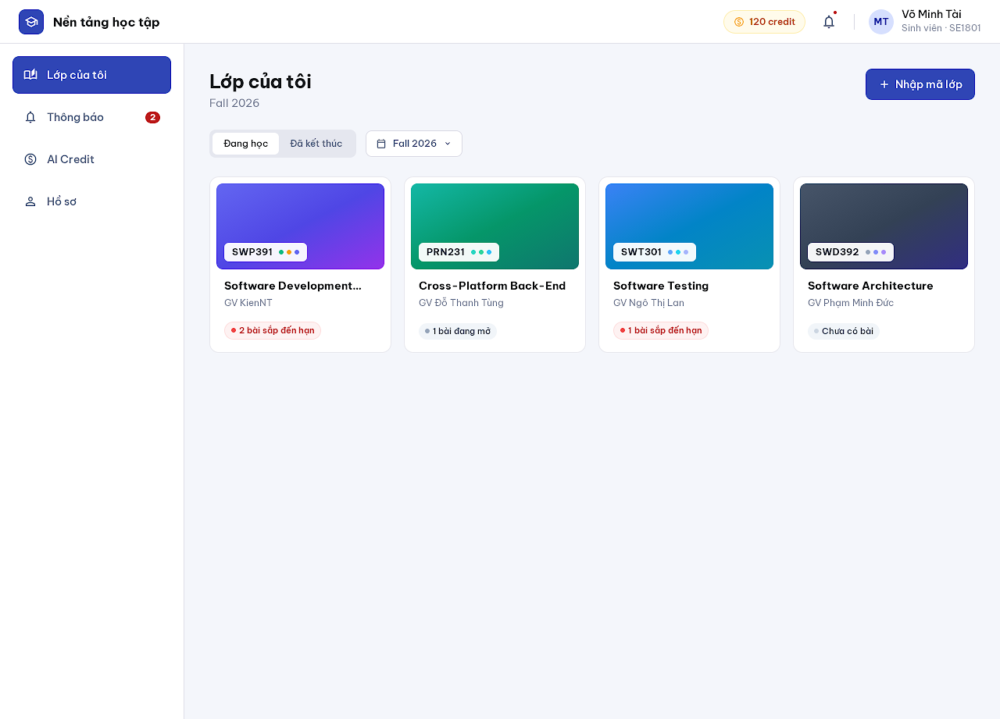 Nền tảng học tập
120 credit
MT
Võ Minh Tài
Sinh viên · SE1801
Lớp của tôi
Thông báo
2
AI Credit
Hồ sơ
Lớp của tôi
Fall 2026
Nhập mã lớp
Đang học
Đã kết thúc
Fall 2026
SWP391
Software Development...
GV KienNT
2 bài sắp đến hạn
PRN231
Cross-Platform Back-End
GV Đỗ Thanh Tùng
1 bài đang mở
SWT301
Software Testing
GV Ngô Thị Lan
1 bài sắp đến hạn
SWD392
Software Architecture
GV Phạm Minh Đức
Chưa có bài